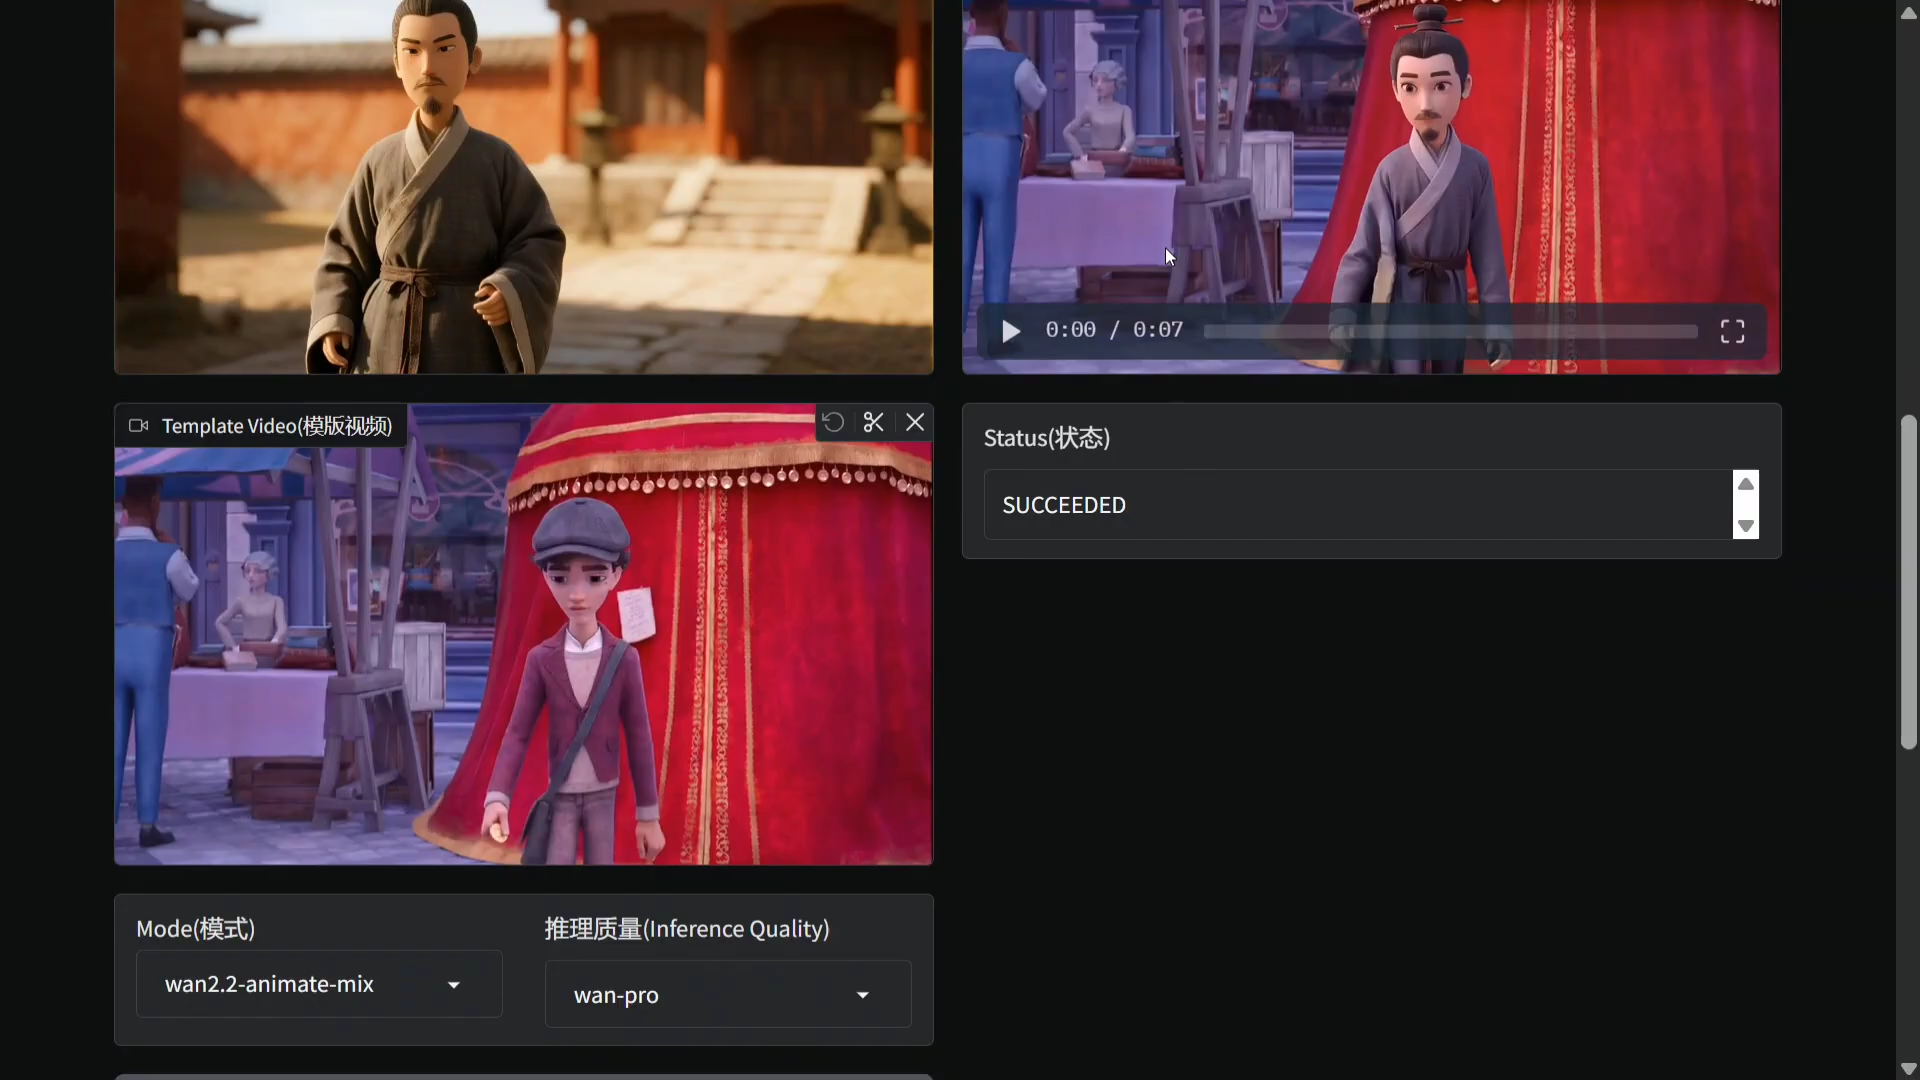 0:00 / 0:07
Template Video(模版视频)
Status(状态)
SUCCEEDED
Mode(模式)
推理质量(Inference Quality)
wan2.2-animate-mix
wan-pro